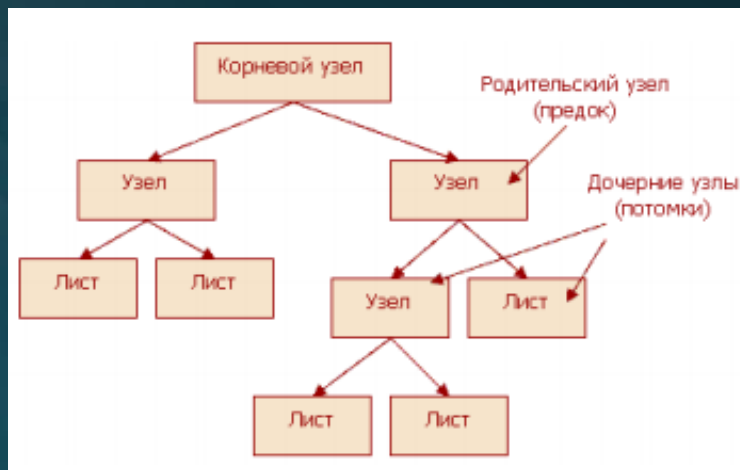 Корневой узел
Родительский узел
(предок)
Узел
Узел
Дочерние узлы
(потомки)
Лист
Лист
Узел
Лист
Лист
Лист